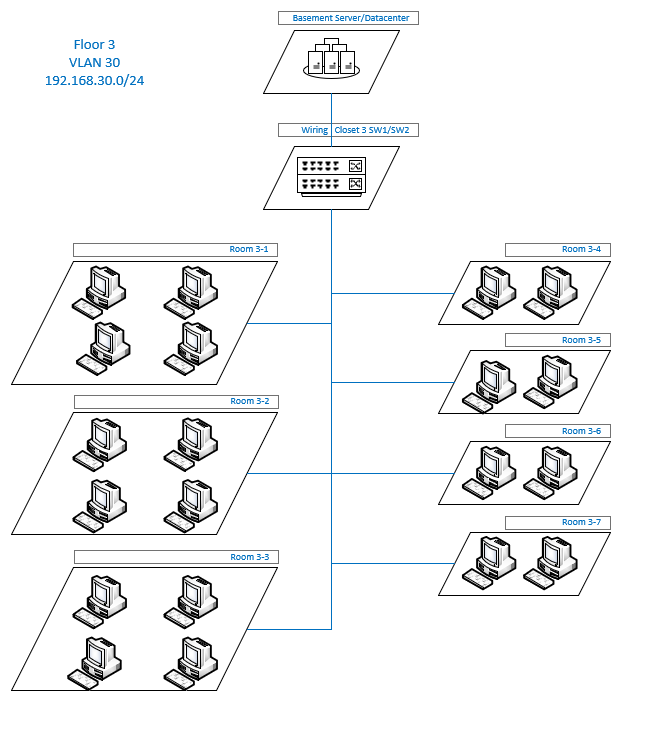 Basement Server/Datacenter
Floor 3
VLAN 30
192.168.30.0/24
Wiring Closet 3 SW1/SW2
Room 3-1
Room 3-4
Room 3-5
Room 3-2
Room 3-6
Room 3-7
Room 3-3